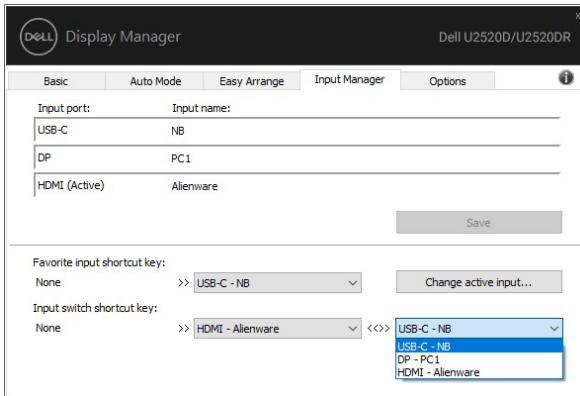 DELL Display Manager Dell U2520D/U2520DR
Basic Auto Mode Easy Arrange Input Manager Options
Input port: Input name:
USB-C NB
DP PC1
HDMI (Active) Alienware
Save
Favorite input shortcut key:
None >> USB-C - NB Change active input...
Input switch shortcut key:
None >> HDMI - Alienware <<>> USB-C - NB
USB-C - NB
DP - PC1
HDMI - Alienware